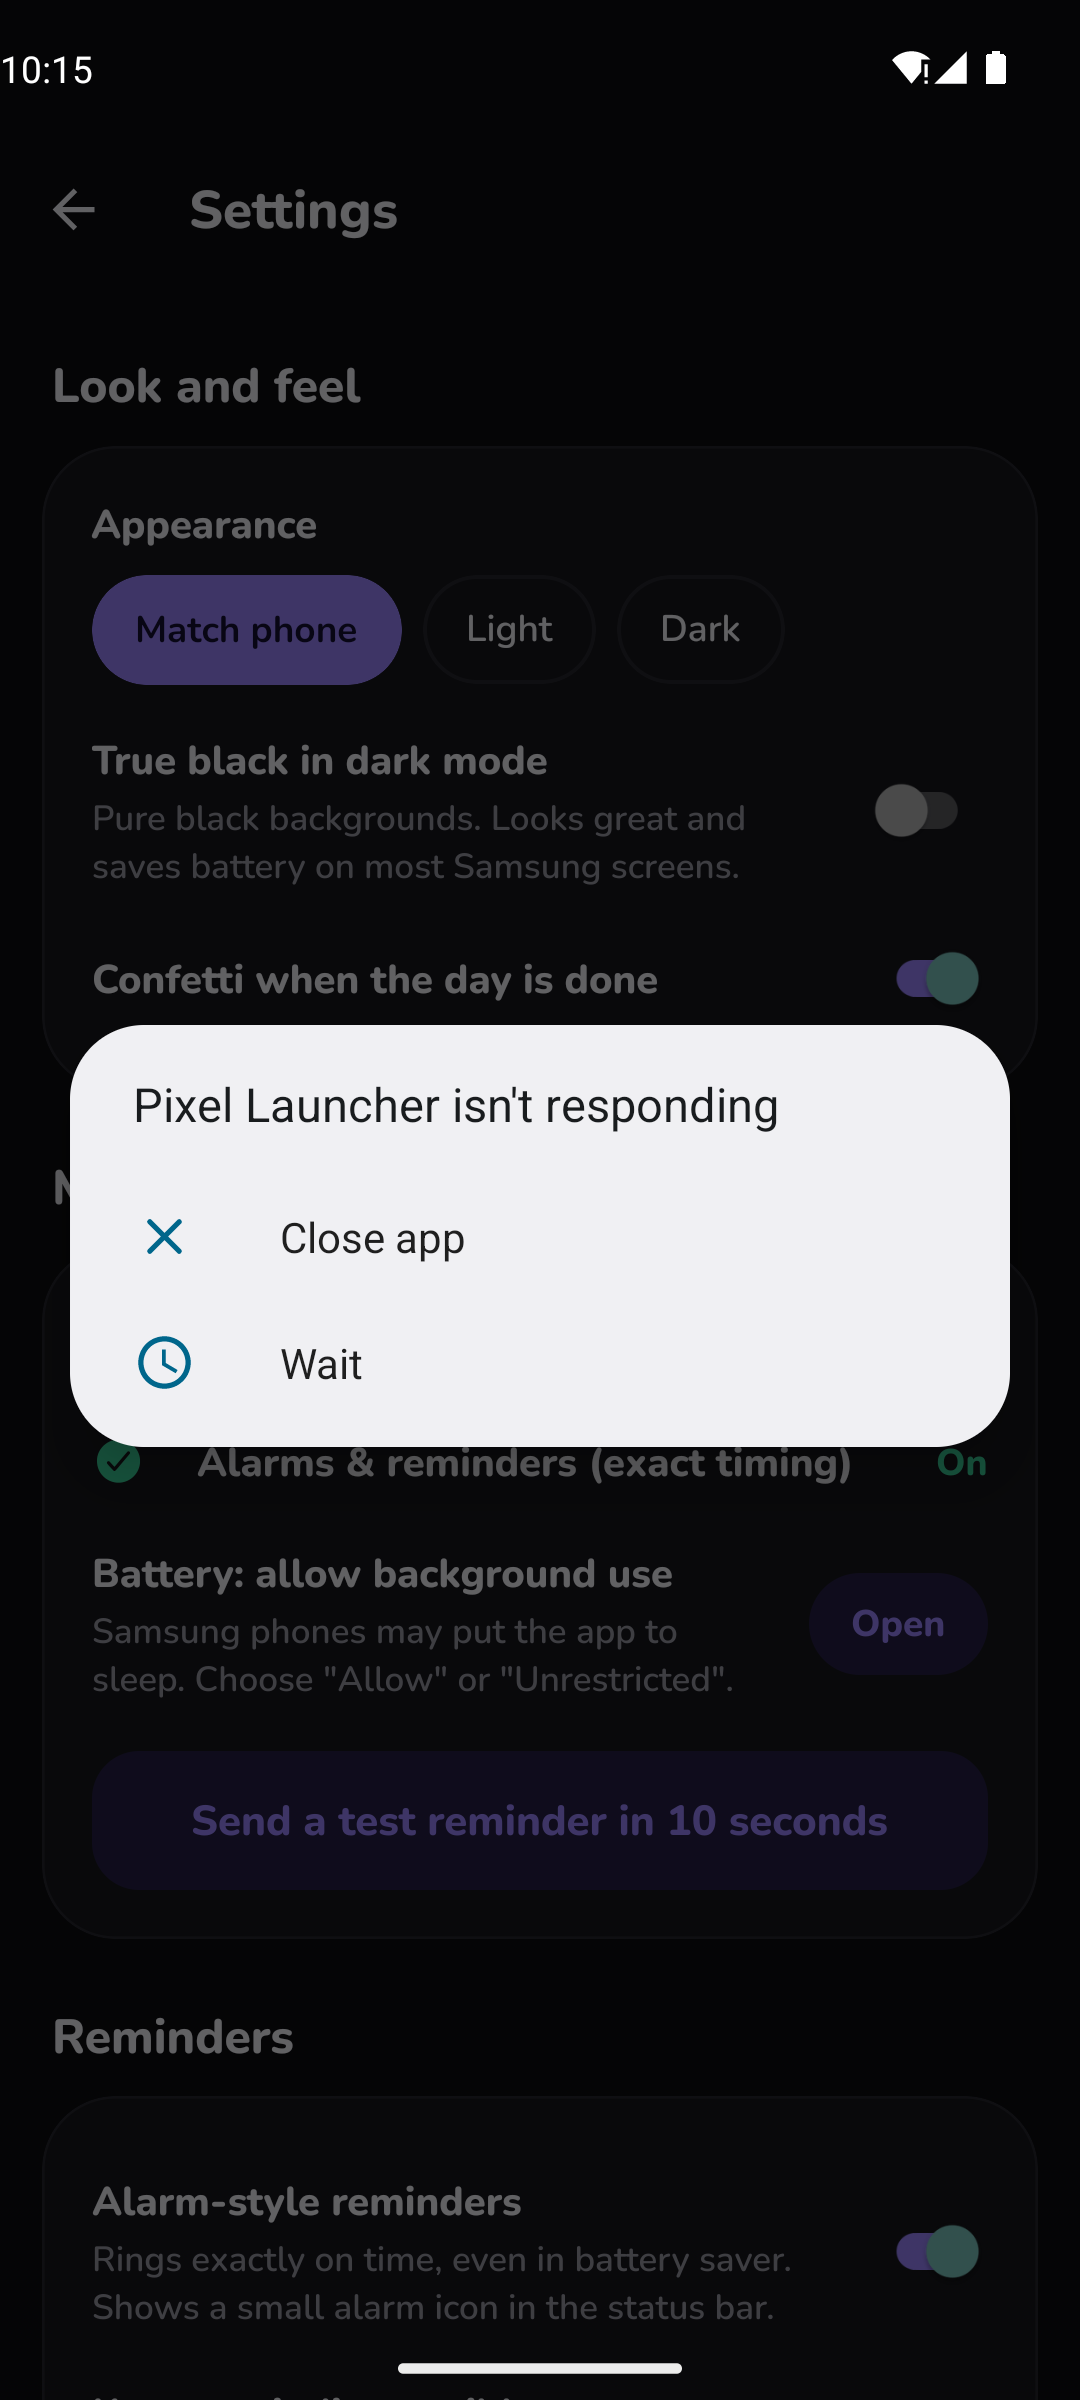 10:15
Settings
Look and feel
Appearance
Match phone
Light
Dark
True black in dark mode
Pure black backgrounds. Looks great and
saves battery on most Samsung screens.
Confetti when the day is done
Pixel Launcher isn't responding
Close app
Wait
Alarms & reminders (exact timing)
On
Battery: allow background use
Samsung phones may put the app to
sleep. Choose "Allow" or "Unrestricted".
Open
Send a test reminder in 10 seconds
Reminders
Alarm-style reminders
Rings exactly on time, even in battery saver.
Shows a small alarm icon in the status bar.